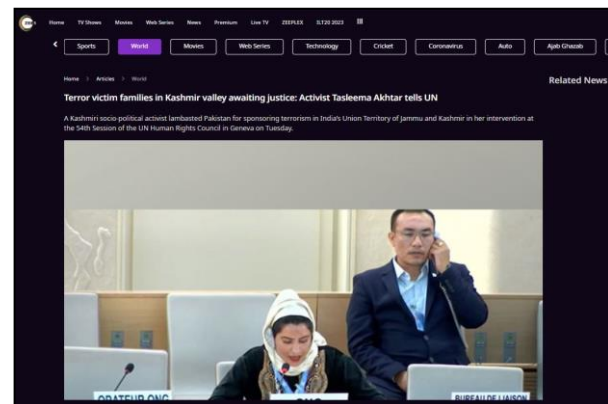 ZEE5
Home TV Shows Movies Web Series News Premium Live TV ZEEPLEX ILT20 2023
Sports World Movies Web Series Technology Cricket Coronavirus Auto Ajab Ghazab
Home > Articles > World
Related News
Terror victim families in Kashmir valley awaiting justice: Activist Tasleema Akhtar tells UN
A Kashmiri socio-political activist lambasted Pakistan for sponsoring terrorism in India's Union Territory of Jammu and Kashmir in her intervention at
the 54th Session of the UN Human Rights Council in Geneva on Tuesday.
ORATEUR ONG
BUREAU DE LIAISON